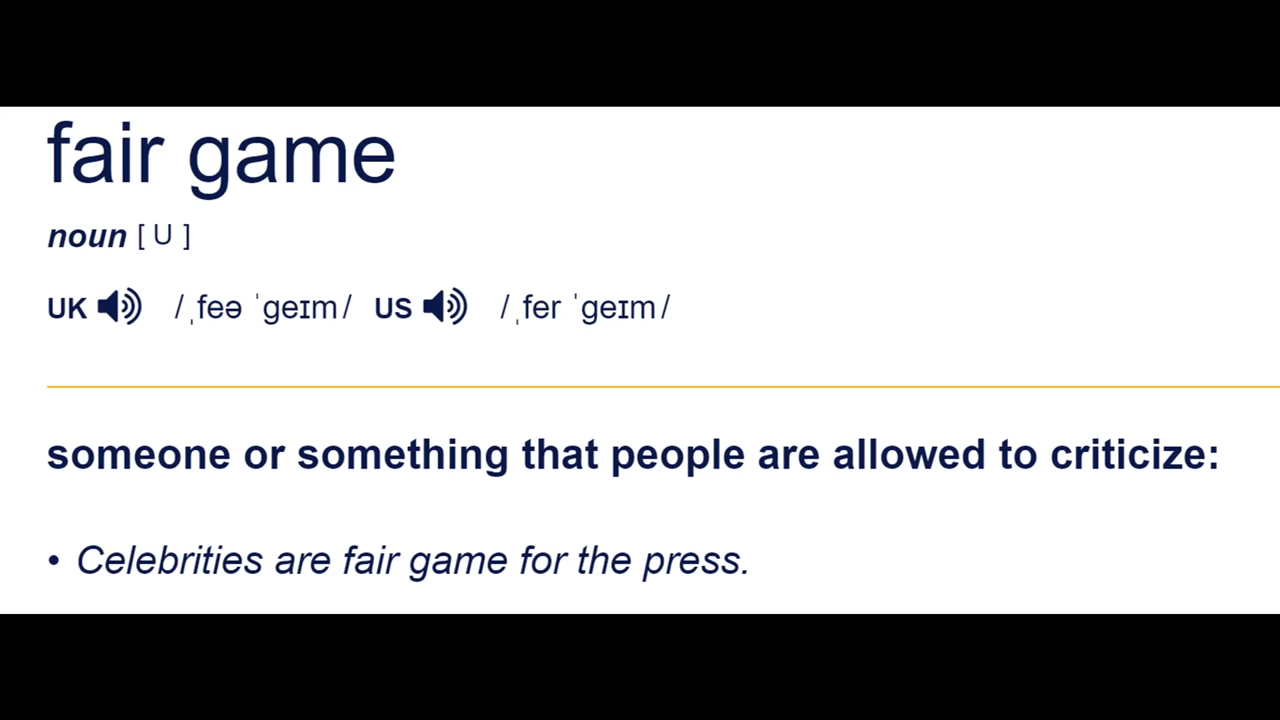 fair game
noun [ U ]
UK /ˌfeə ˈɡeɪm/ US /ˌfer ˈɡeɪm/
someone or something that people are allowed to criticize:
• Celebrities are fair game for the press.